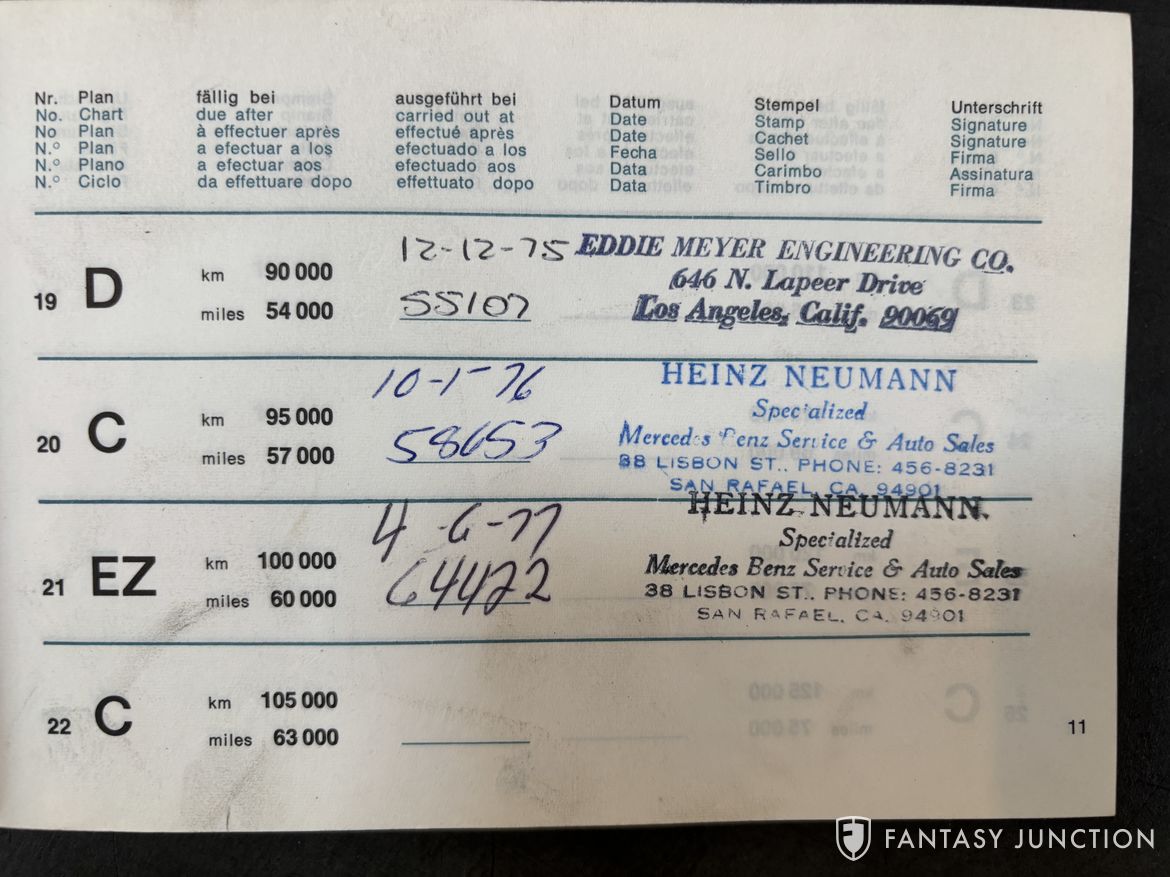 Nr. Plan fällig bei ausgeführt bei Datum Stempel Unterschrift
No. Chart due after carried out at Date Stamp Signature
No Plan à effectuer après effectué après Date Cachet Signature
N.º Plan a efectuar a los efectuado a los Fecha Sello Firma
N.º Plano a efectuar aos efectuado aos Data Carimbo Assinatura
N.º Ciclo da effettuare dopo effettuato dopo Data Timbro Firma
19 D km 90 000 12-12-75
miles 54 000 55107
EDDIE MEYER ENGINEERING CO.
646 N. Lapeer Drive
Los Angeles, Calif. 90069
20 C km 95 000 10-1-76
miles 57 000 58653
HEINZ NEUMANN
Specialized
Mercedes Benz Service & Auto Sales
38 LISBON ST., PHONE: 456-8231
SAN RAFAEL, CA. 94901
21 EZ km 100 000 4-6-77
miles 60 000 64422
HEINZ NEUMANN
Specialized
Mercedes Benz Service & Auto Sales
38 LISBON ST., PHONE: 456-8231
SAN RAFAEL, CA. 94901
22 C km 105 000
miles 63 000
11
FANTASY JUNCTION